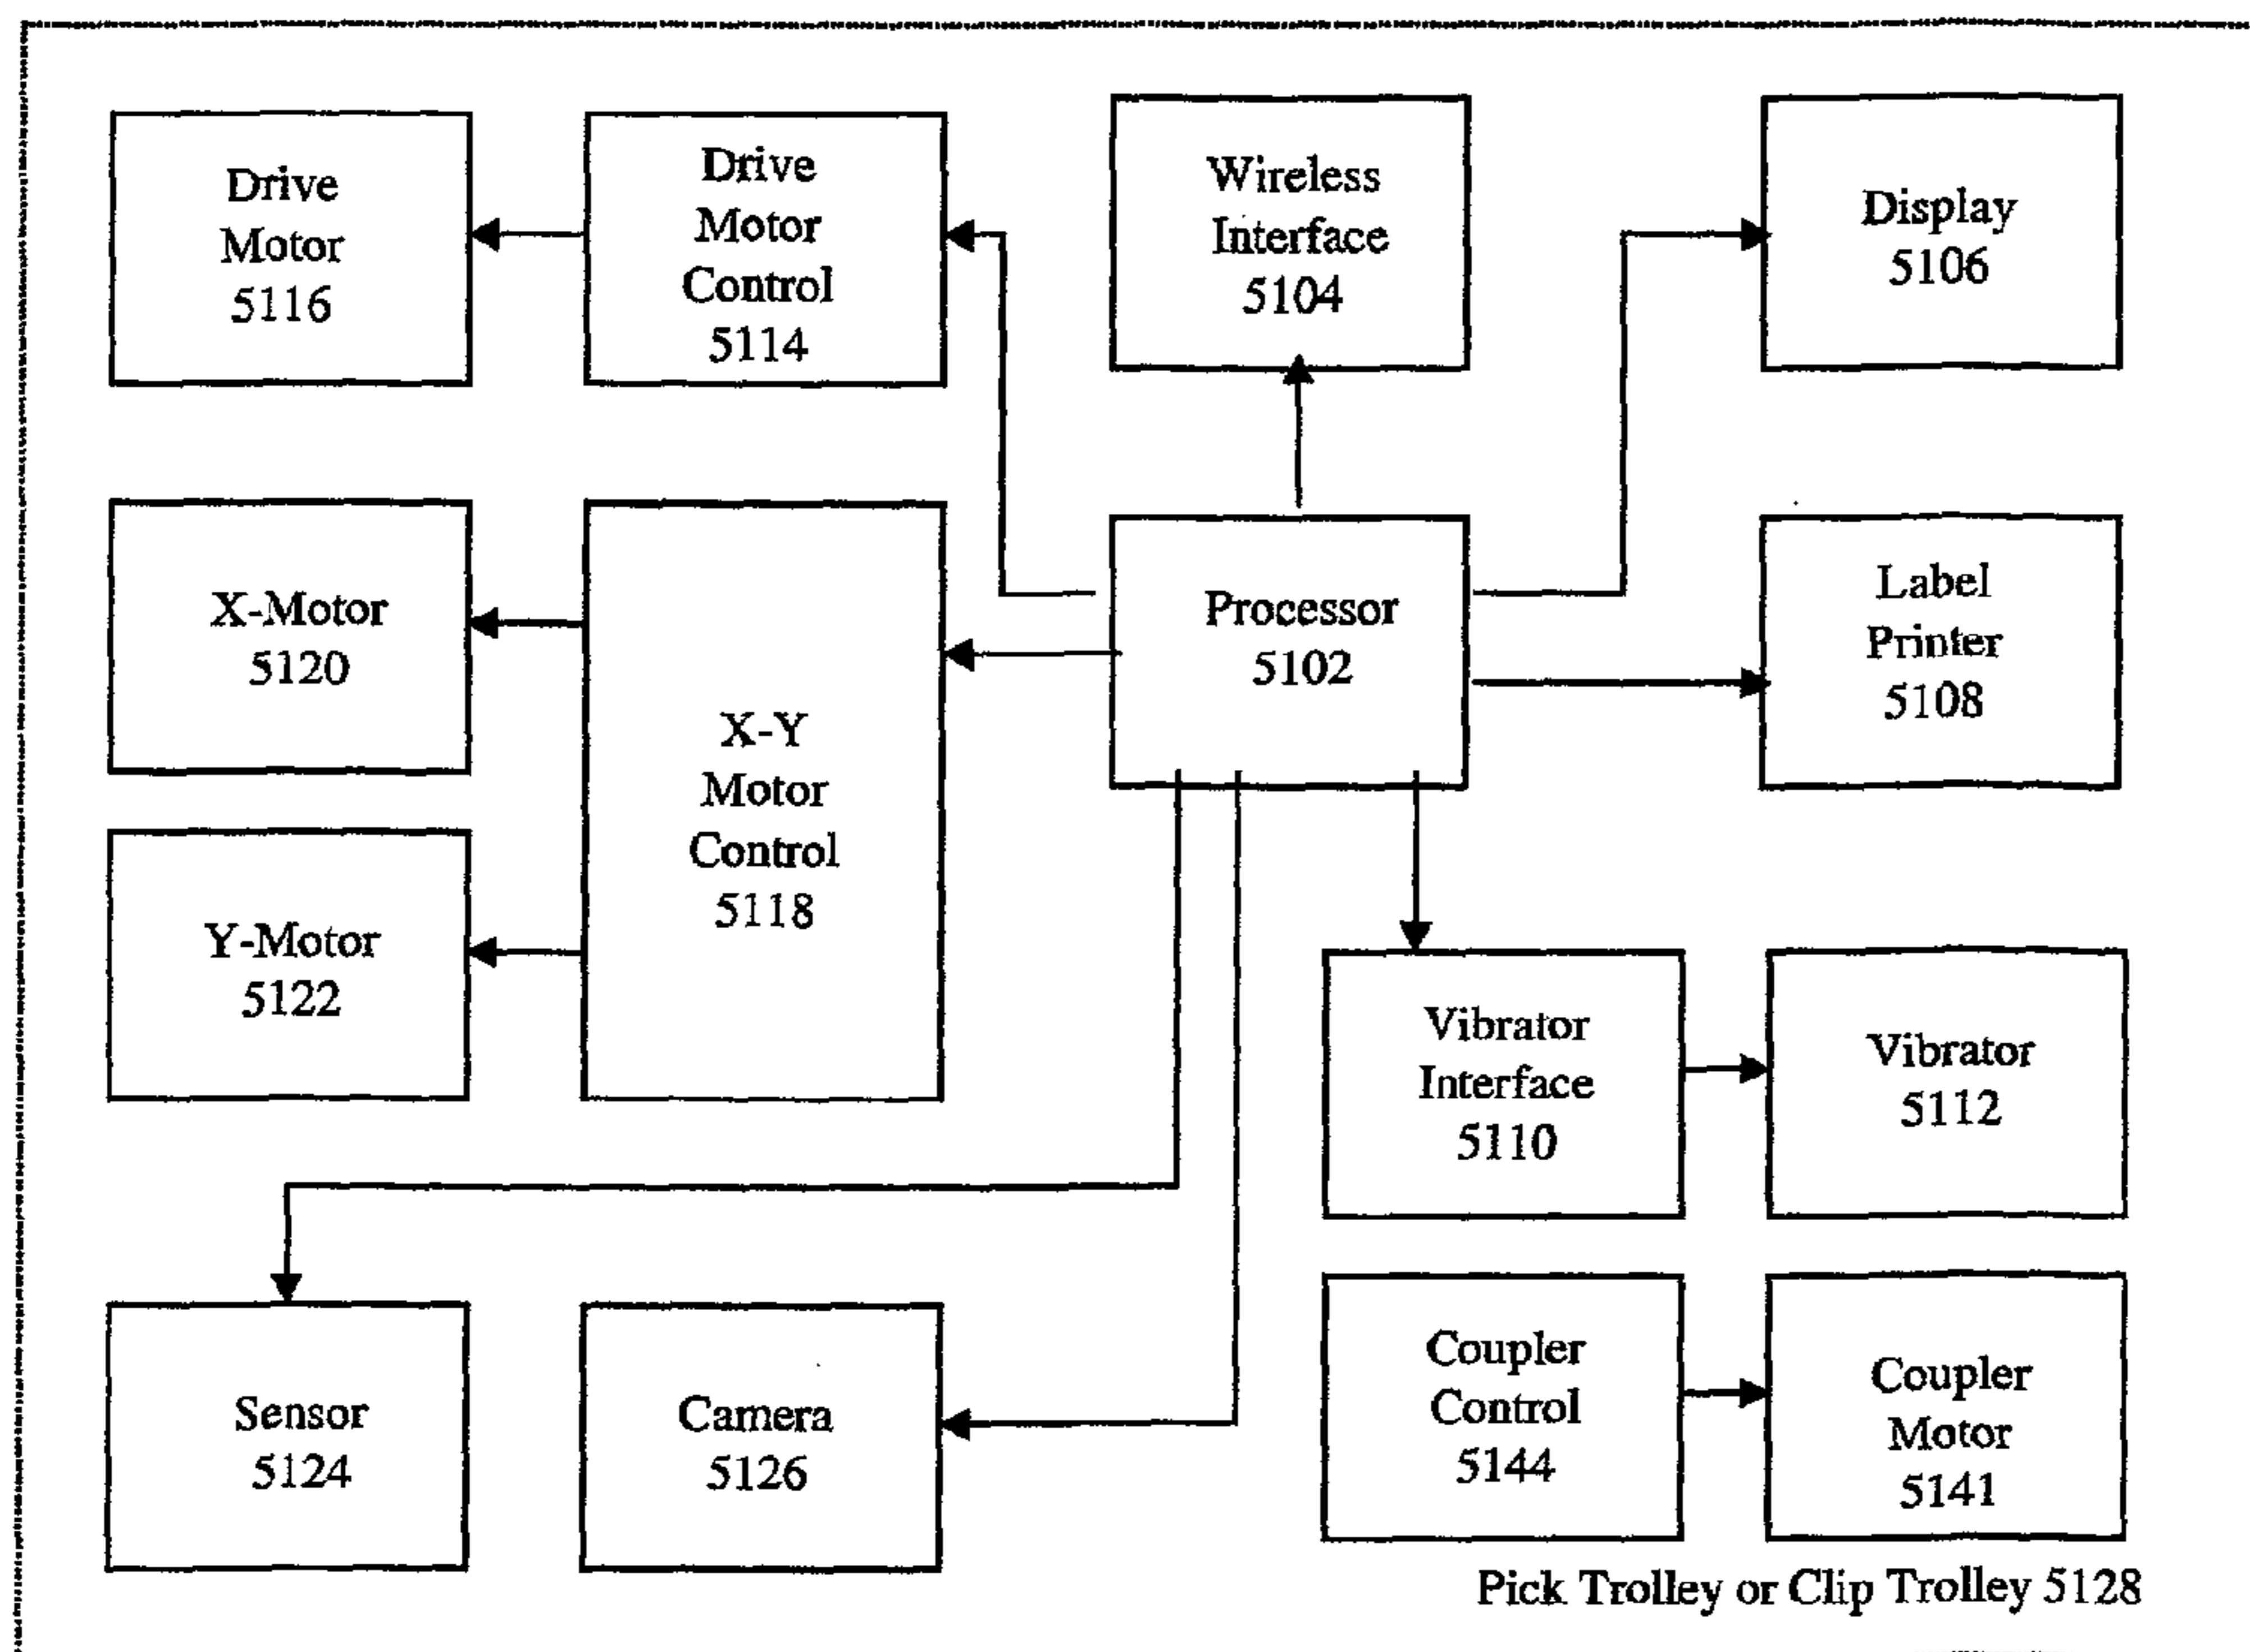 Drive
Motor
5116
Drive
Motor
Control
5114
Wireless
Interface
5104
Display
5106
X-Motor
5120
X-Y
Motor
Control
5118
Processor
5102
Label
Printer
5108
Y-Motor
5122
Vibrator
Interface
5110
Vibrator
5112
Sensor
5124
Camera
5126
Coupler
Control
5144
Coupler
Motor
5141
Pick Trolley or Clip Trolley 5128